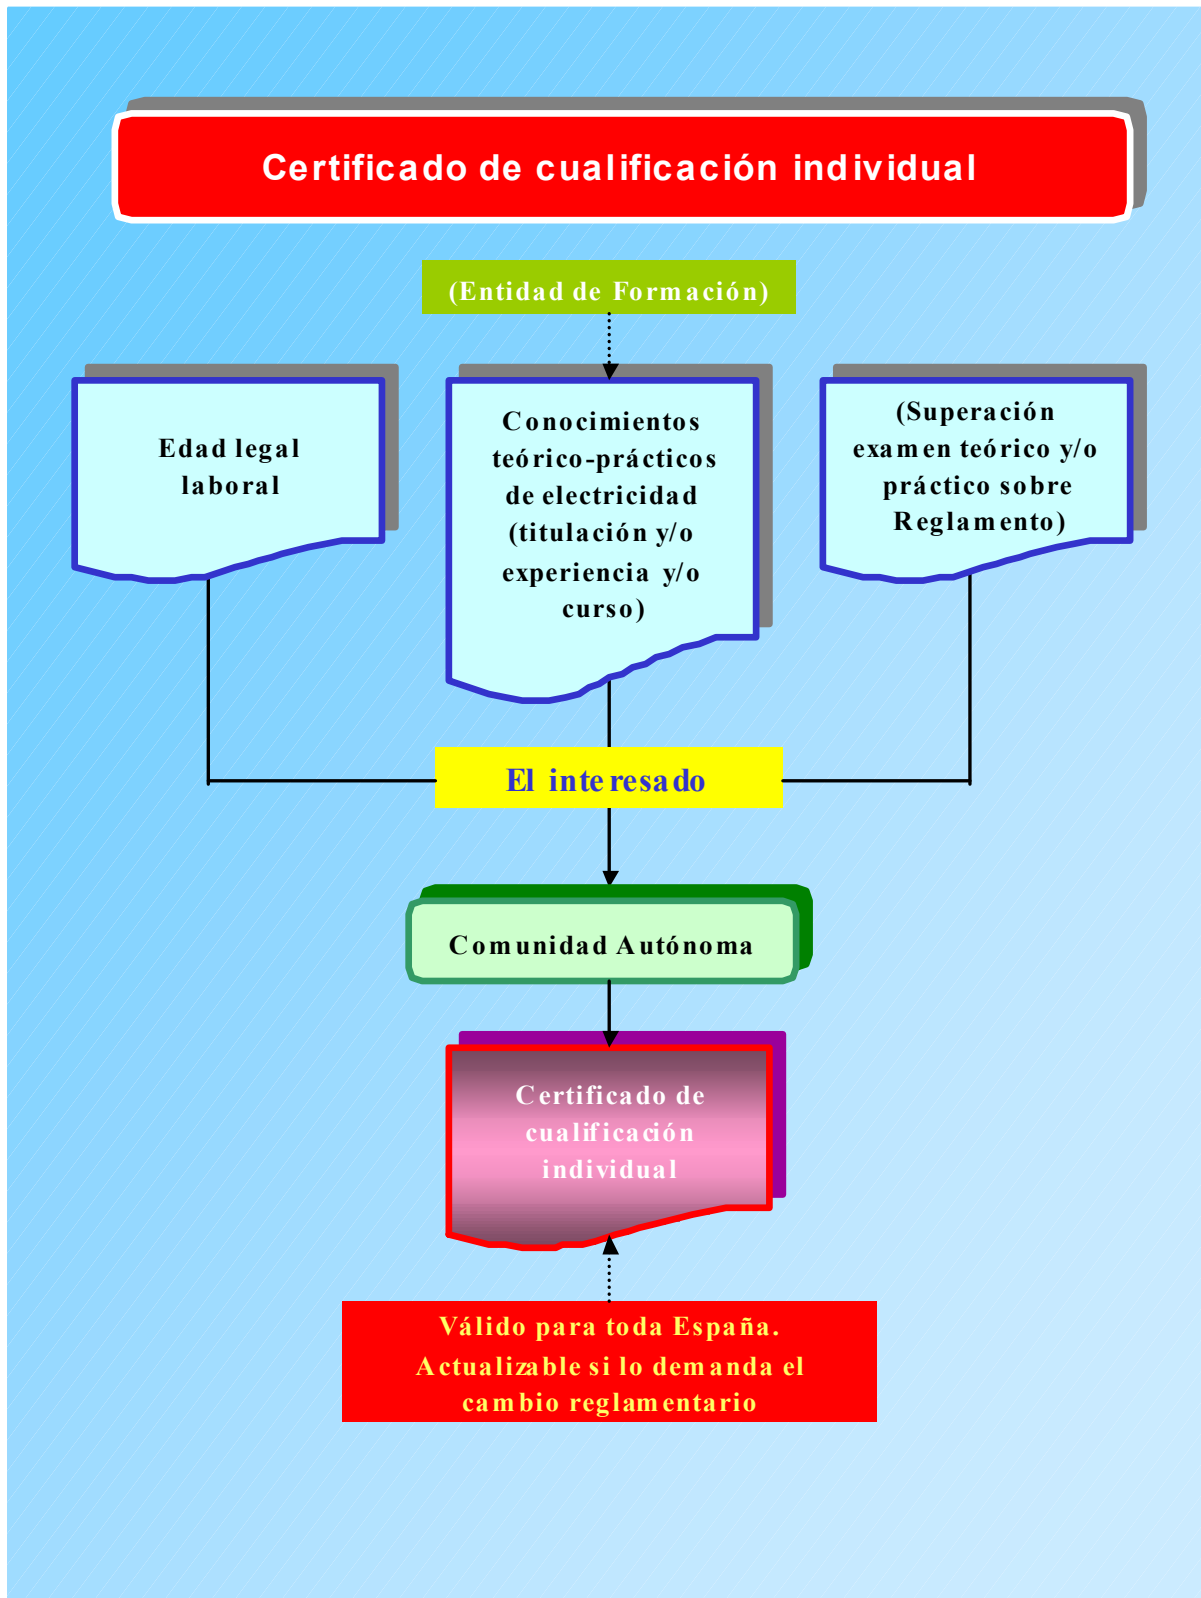 Certificado de cualificación individual
(Entidad de Formación)
Edad legal
laboral
Conocimientos
teórico-prácticos
de electricidad
(titulación y/o
experiencia y/o
curso)
(Superación
examen teórico y/o
práctico sobre
Reglamento)
El interesado
Comunidad Autónoma
Certificado de
cualificación
individual
Válido para toda España.
Actualizable si lo demanda el
cambio reglamentario